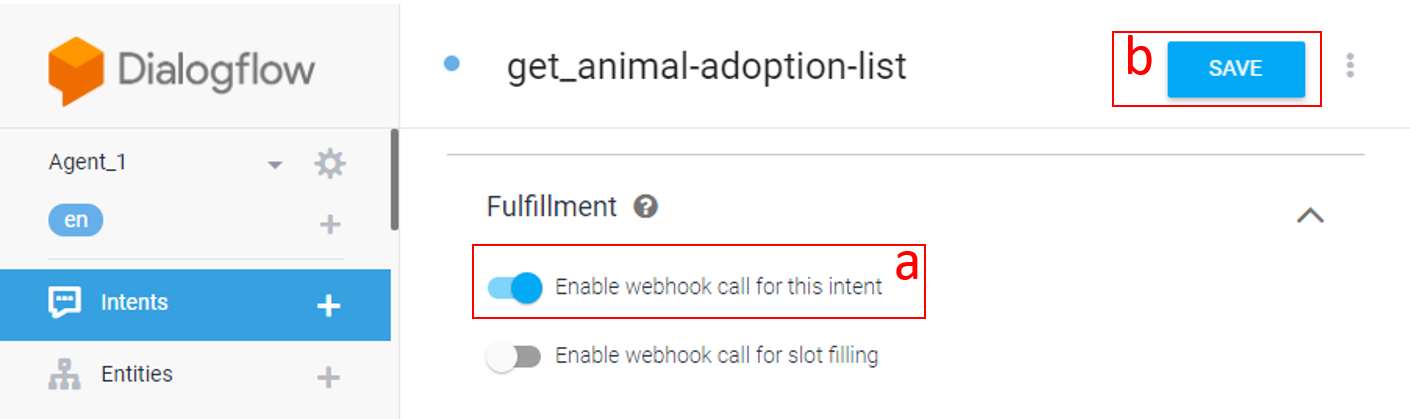 Dialogflow
get_animal-adoption-list
b
SAVE
Agent_1
en
Intents
Entities
Fulfillment
a
Enable webhook call for this intent
Enable webhook call for slot filling